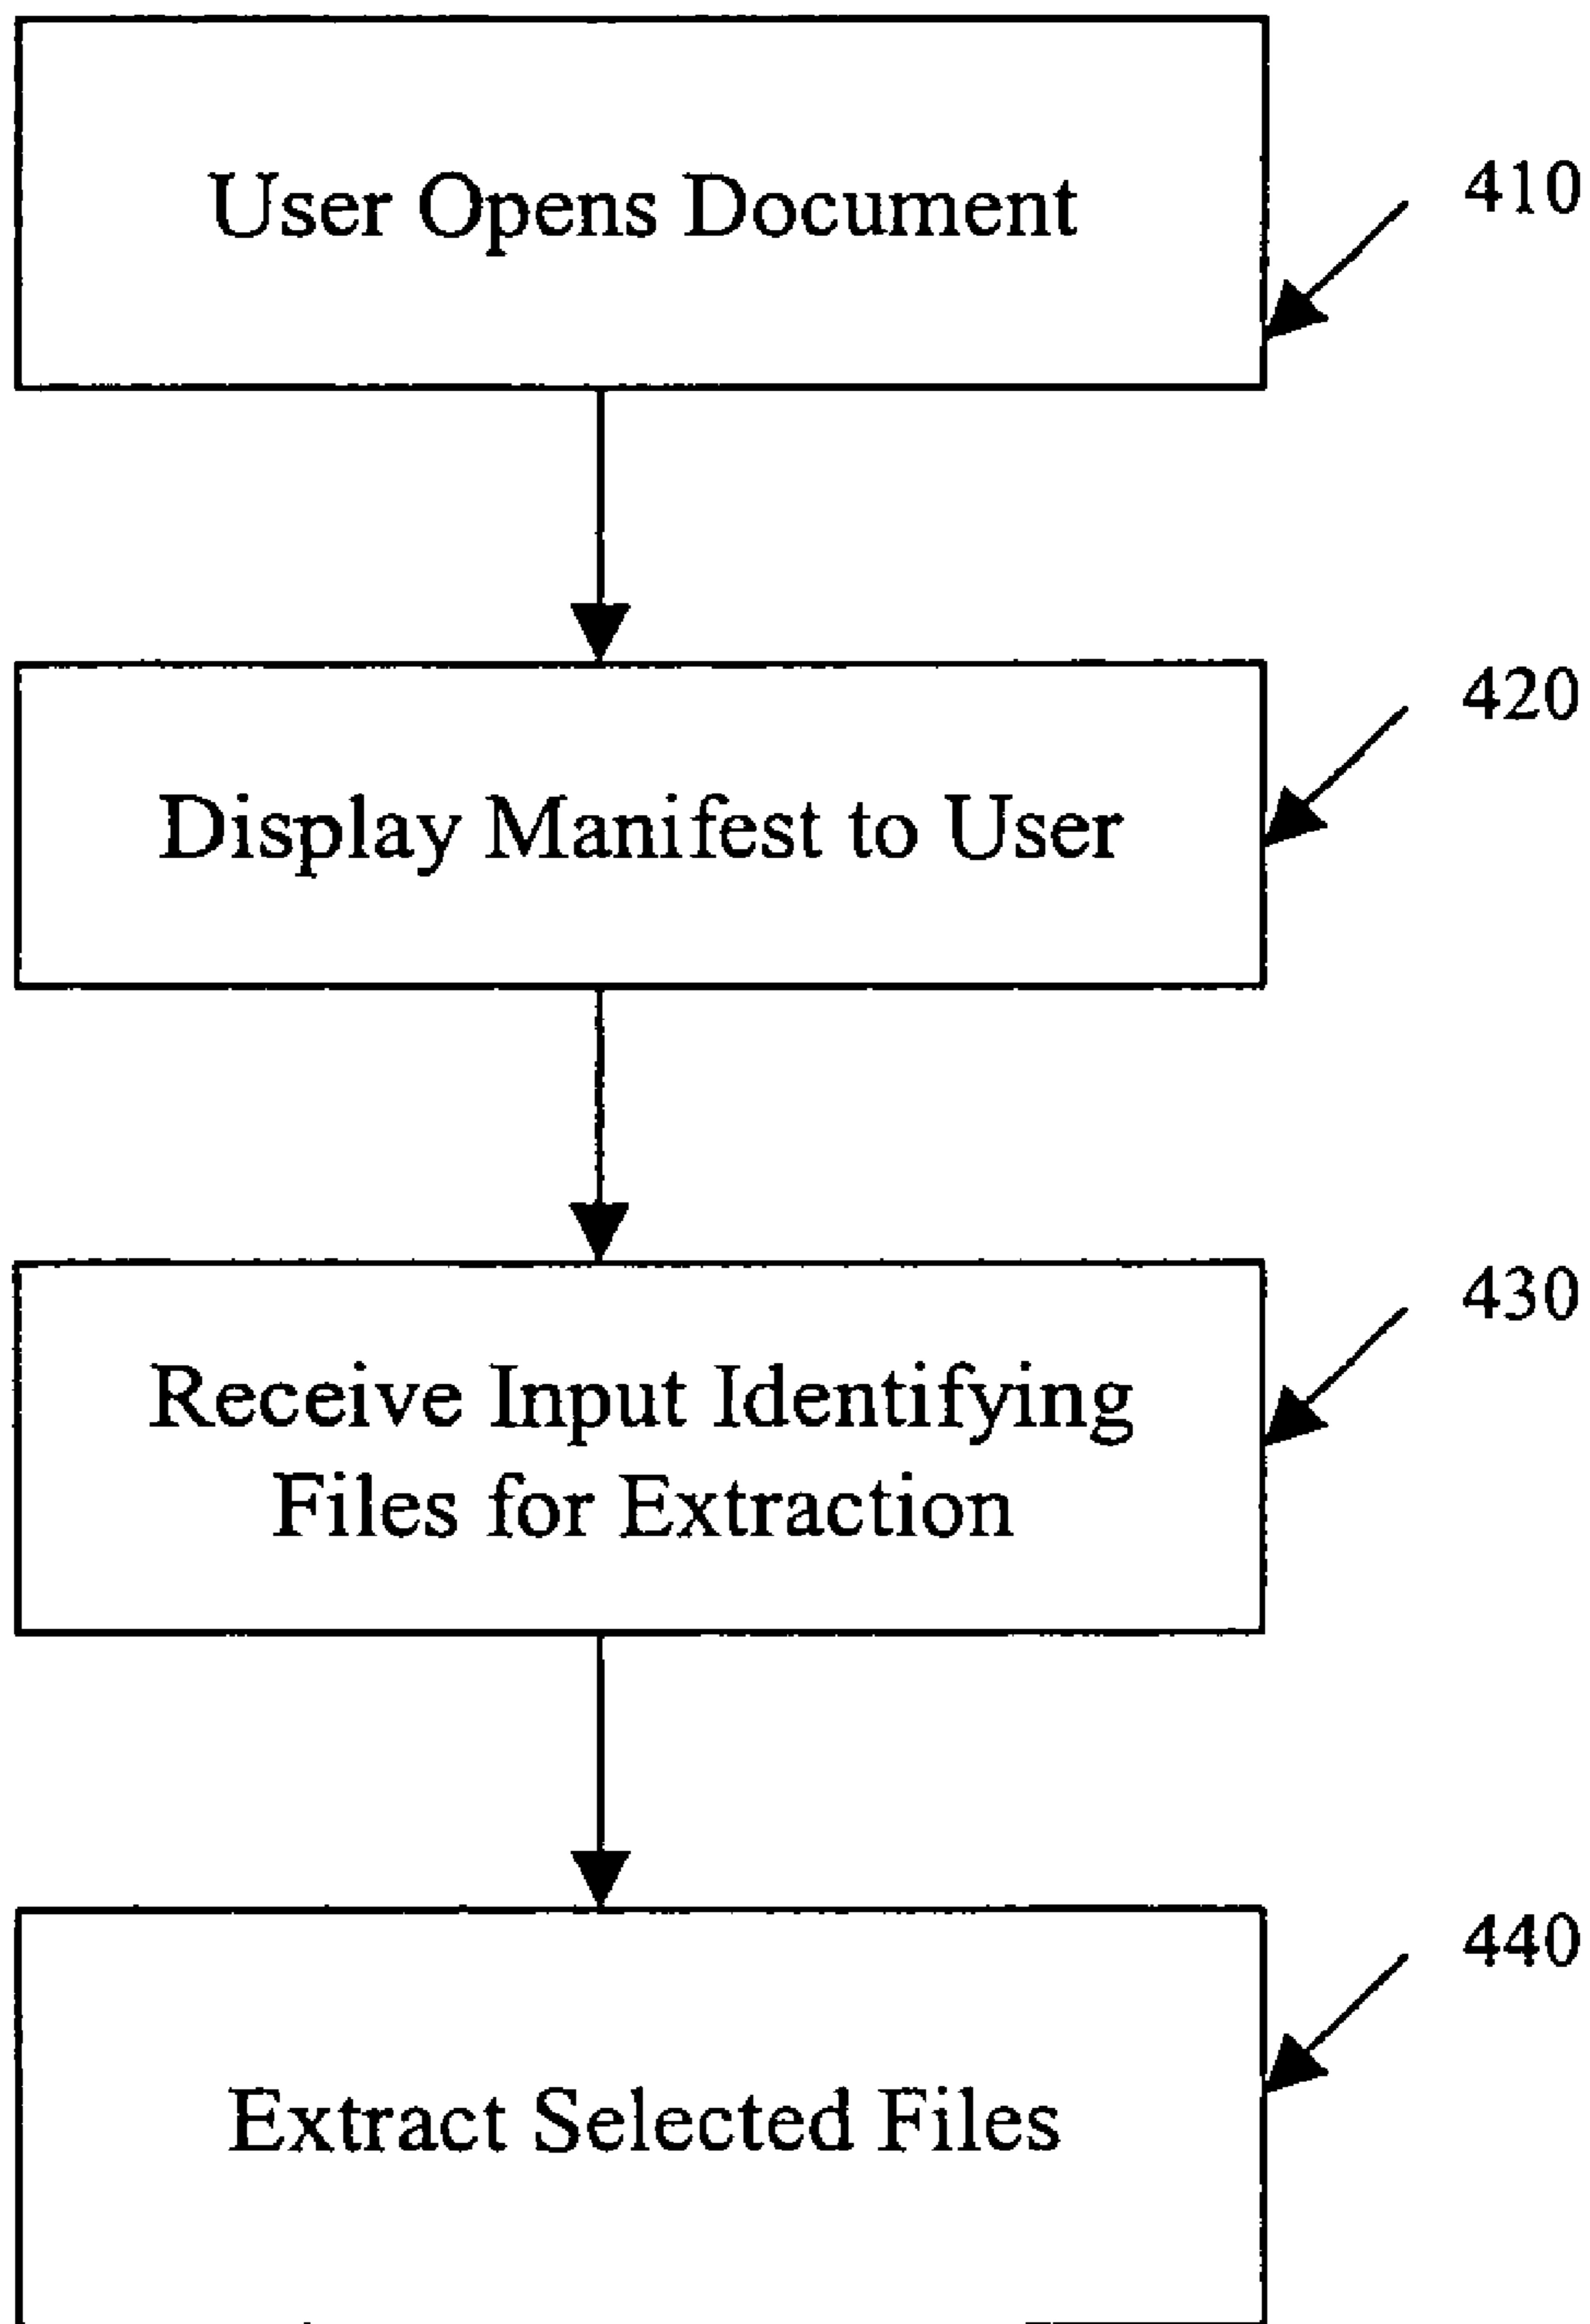 User Opens Document
410
Display Manifest to User
420
Receive Input Identifying
Files for Extraction
430
Extract Selected Files
440